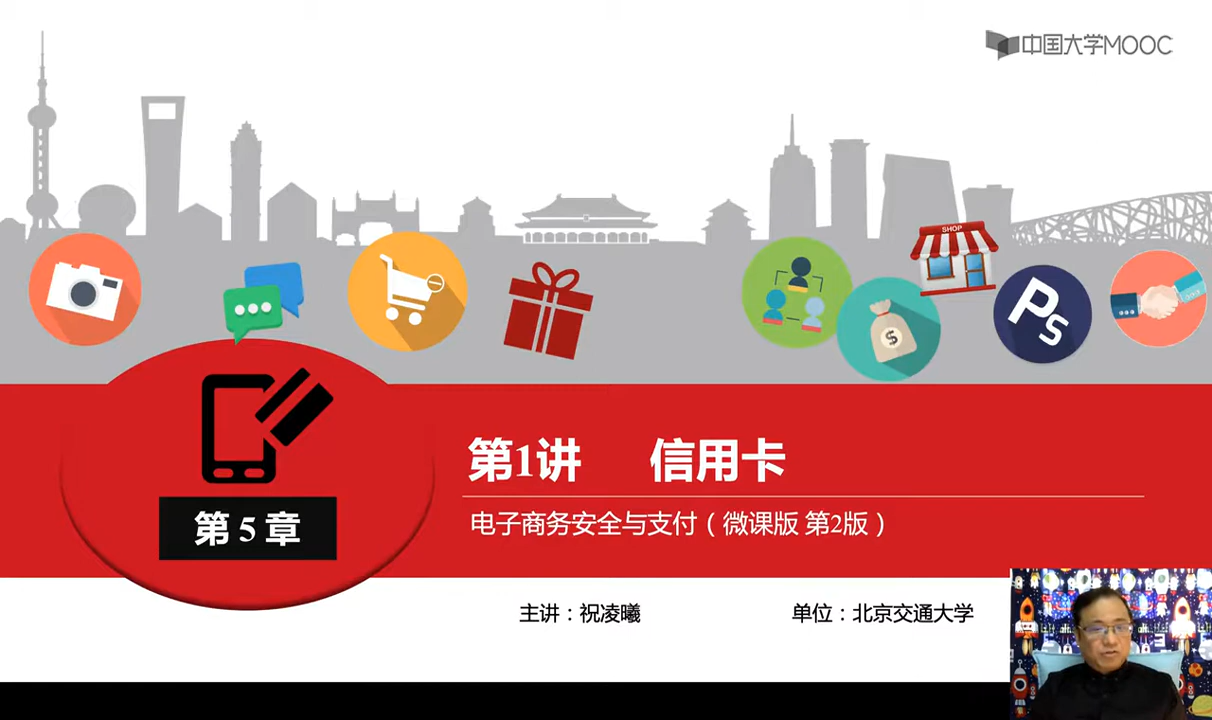 中国大学MOOC
SHOP
$
Ps
第1讲 信用卡
第 5 章
电子商务安全与支付（微课版 第2版）
主讲：祝凌曦
单位：北京交通大学